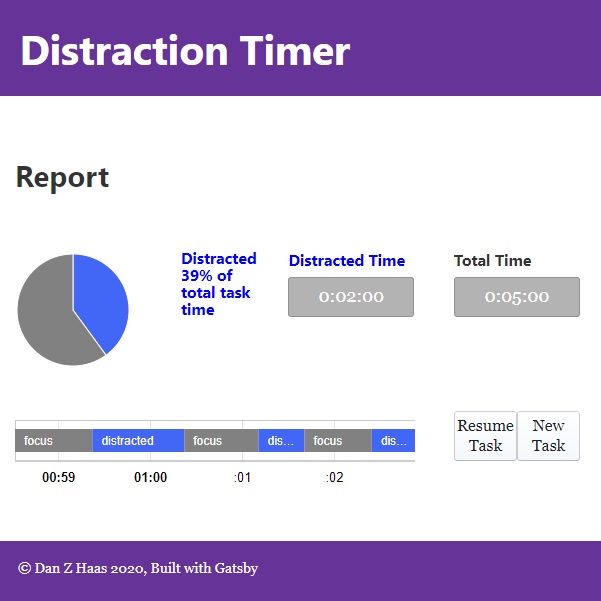 Distraction Timer
Report
Distracted
39% of
total task
time
Distracted Time
0:02:00
Total Time
0:05:00
focus
distracted
focus
dis...
focus
dis...
00:59
01:00
:01
:02
Resume
Task
New
Task
© Dan Z Haas 2020, Built with Gatsby